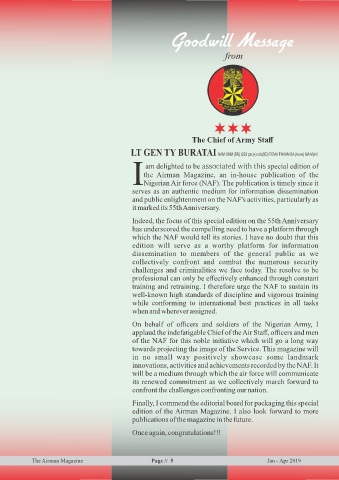 Goodwill Message
from
The Chief of Army Staff
LT GEN TY BURATAI
I am delighted to be associated with this special edition of
the Airman Magazine, an in-house publication of the
Nigerian Air force (NAF). The publication is timely since it
serves as an authentic medium for information dissemination
and public enlightenment on the NAF's activities, particularly as
it marked its 55th Anniversary.
Indeed, the focus of this special edition on the 55th Anniversary
has underscored the compelling need to have a platform through
which the NAF would tell its stories. I have no doubt that this
edition will serve as a worthy platform for information
dissemination to members of the general public as we
collectively confront and combat the numerous security
challenges and criminalities we face today. The resolve to be
professional can only be effectively enhanced through constant
training and retraining. I therefore urge the NAF to sustain its
well-known high standards of discipline and vigorous training
while conforming to international best practices in all tasks
when and wherever assigned.
On behalf of officers and soldiers of the Nigerian Army, I
applaud the indefatigable Chief of the Air Staff, officers and men
of the NAF for this noble initiative which will go a long way
towards projecting the image of the Service. This magazine will
in no small way positively showcase some landmark
innovations, activities and achievements recorded by the NAF. It
will be a medium through which the air force will communicate
its renewed commitment as we collectively march forward to
confront the challenges confronting our nation.
Finally, I commend the editorial board for packaging this special
edition of the Airman Magazine. I also look forward to more
publications of the magazine in the future.
Once again, congratulations!!!
The Airman Magazine Page // 5 Jan - Apr 2019